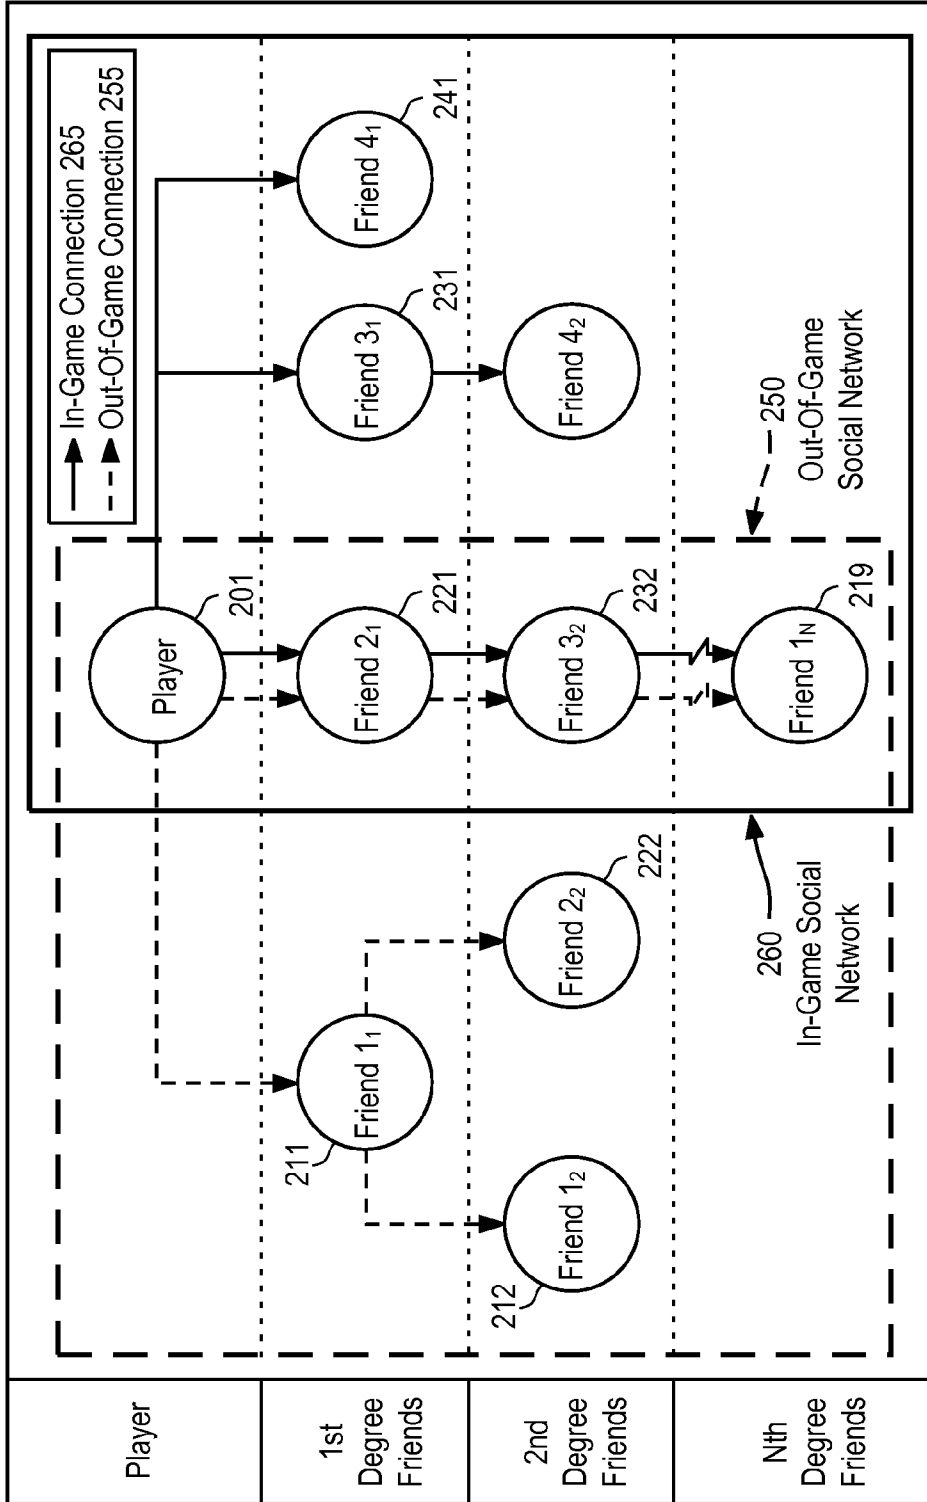 In-Game Connection 265
Out-Of-Game Connection 255
Player
Player
201
1st
Degree
Friends
Friend 1₁
211
Friend 2₁
221
Friend 3₁
231
Friend 4₁
241
2nd
Degree
Friends
Friend 1₂
212
Friend 2₂
222
Friend 3₂
232
Friend 4₂
Nth
Degree
Friends
260
In-Game Social
Network
Friend 1N
219
250
Out-Of-Game
Social Network